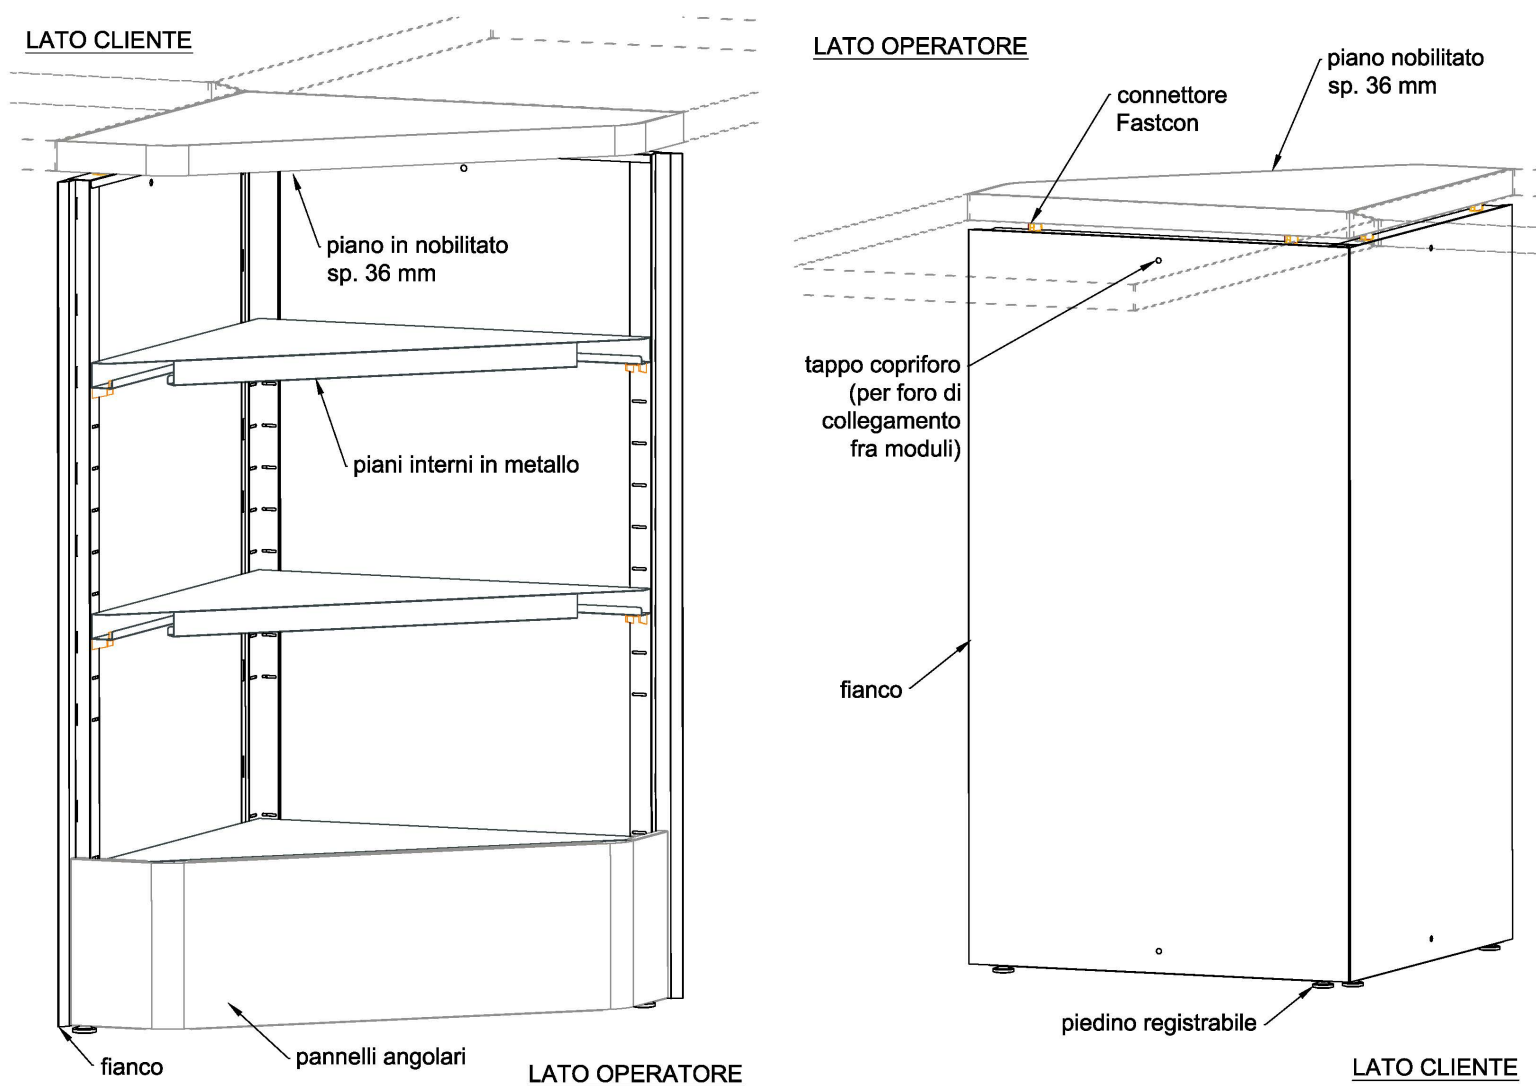 LATO CLIENTE
piano in nobilitato
sp. 36 mm
piani interni in metallo
fianco
pannelli angolari
LATO OPERATORE
LATO OPERATORE
piano nobilitato
sp. 36 mm
connettore
Fastcon
tappo copriforo
(per foro di
collegamento
fra moduli)
fianco
piedino registrabile
LATO CLIENTE